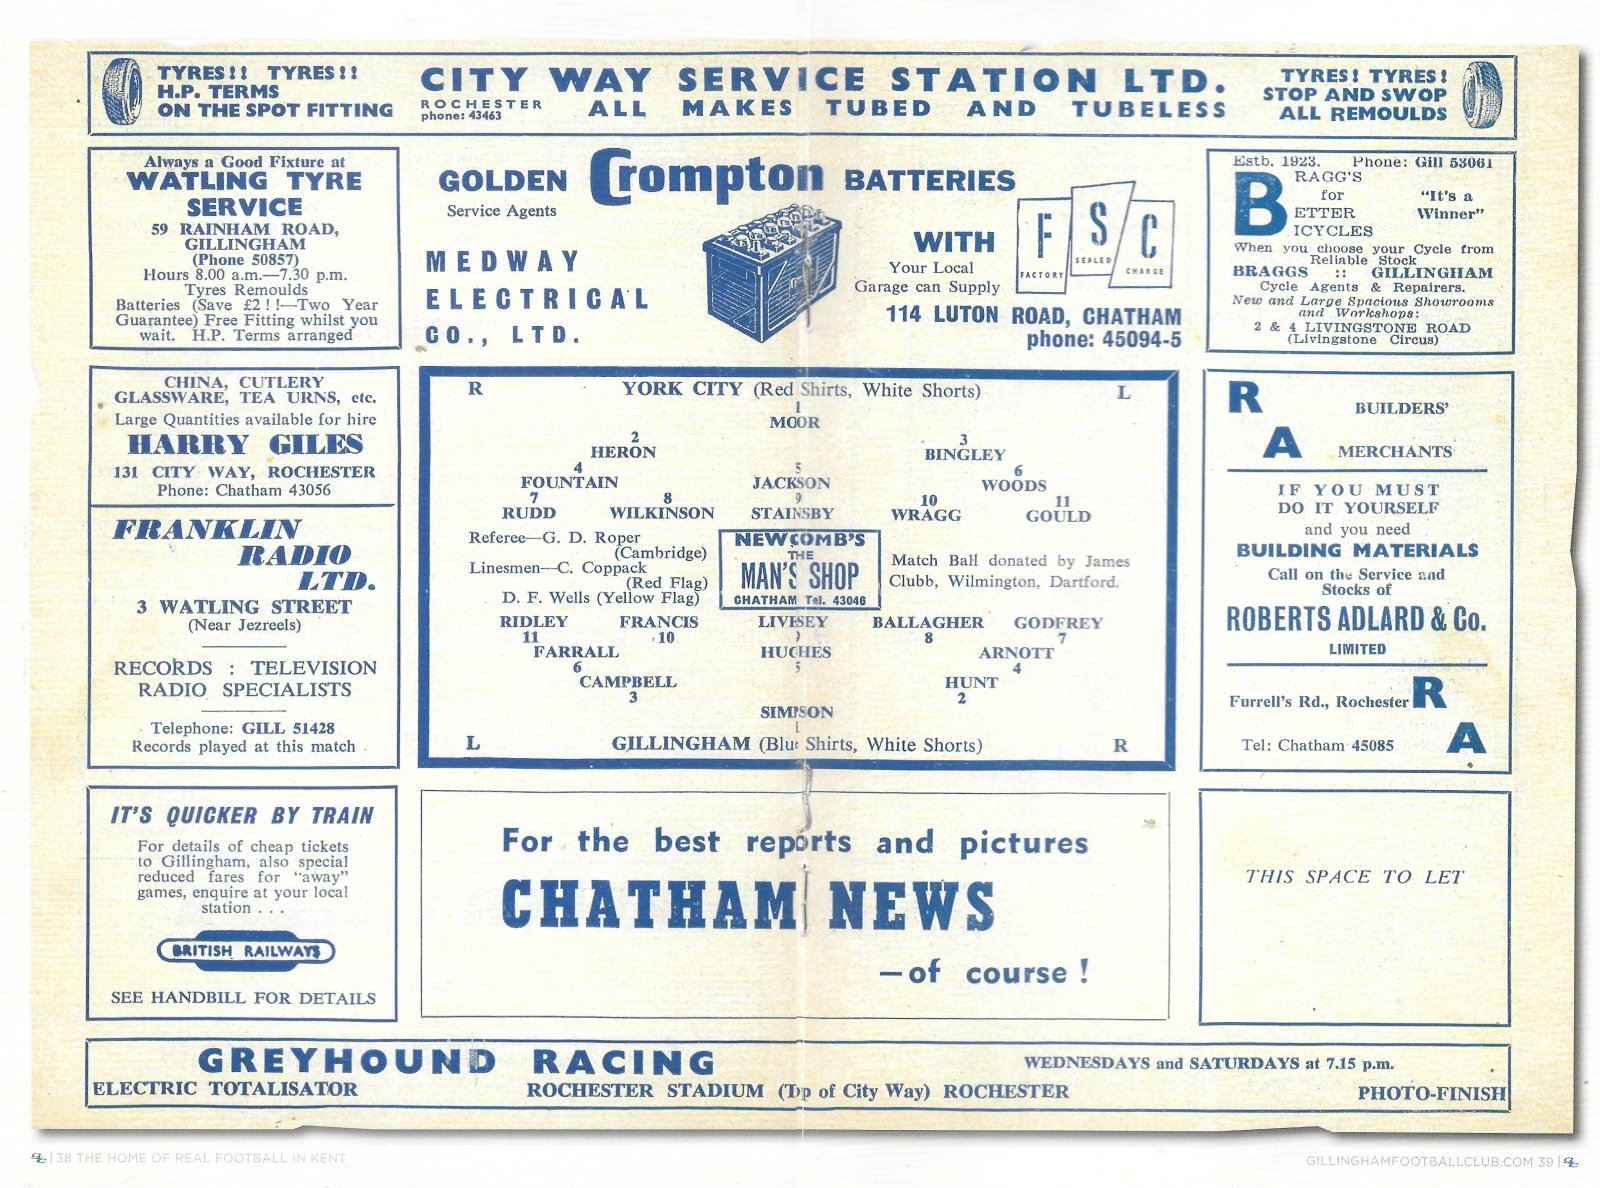 TYRES!! TYRES!!
H.P. TERMS
ON THE SPOT FITTING
CITY WAY SERVICE STATION LTD.
ROCHESTER
phone: 43463
ALL MAKES TUBED AND TUBELESS
TYRES! TYRES!
STOP AND SWOP
ALL REMOULDS
Always a Good Fixture at
WATLING TYRE
SERVICE
59 RAINHAM ROAD,
GILLINGHAM
(Phone 50857)
Hours 8.00 a.m.—7.30 p.m.
Tyres Remoulds
Batteries (Save £2!!—Two Year
Guarantee) Free Fitting whilst you
wait. H.P. Terms arranged
GOLDEN Crompton BATTERIES
Service Agents
MEDWAY
ELECTRICAL
CO., LTD.
WITH
F S C
FACTORY SEALED CHARGE
Your Local
Garage can Supply
114 LUTON ROAD, CHATHAM
phone: 45094-5
Estb. 1923. Phone: Gill 53061
BRAGG'S
for
BETTER
BICYCLES
"It's a
Winner"
When you choose your Cycle from
Reliable Stock
BRAGGS :: GILLINGHAM
Cycle Agents & Repairers.
New and Large Spacious Showrooms
and Workshops:
2 & 4 LIVINGSTONE ROAD
(Livingstone Circus)
CHINA, CUTLERY
GLASSWARE, TEA URNS, etc.
Large Quantities available for hire
HARRY GILES
131 CITY WAY, ROCHESTER
Phone: Chatham 43056
FRANKLIN
RADIO
LTD.
3 WATLING STREET
(Near Jezreels)
RECORDS : TELEVISION
RADIO SPECIALISTS
Telephone: GILL 51428
Records played at this match
R YORK CITY (Red Shirts, White Shorts) L
1
MOOR
2 3
HERON BINGLEY
4 5 6
FOUNTAIN JACKSON WOODS
7 8 9 10 11
RUDD WILKINSON STAINSBY WRAGG GOULD
Referee—G. D. Roper
(Cambridge)
Linesmen—C. Coppack
(Red Flag)
D. F. Wells (Yellow Flag)
NEWCOMB'S
THE
MAN'S SHOP
CHATHAM Tel. 43046
Match Ball donated by James
Clubb, Wilmington, Dartford.
RIDLEY FRANCIS LIVESEY BALLAGHER GODFREY
11 10 9 8 7
FARRALL HUGHES ARNOTT
6 5 4
CAMPBELL HUNT
3 2
SIMPSON
1
L GILLINGHAM (Blue Shirts, White Shorts) R
R
A
BUILDERS'
MERCHANTS
IF YOU MUST
DO IT YOURSELF
and you need
BUILDING MATERIALS
Call on the Service and
Stocks of
ROBERTS ADLARD & Co.
LIMITED
Furrell's Rd., Rochester
Tel: Chatham 45085
R
A
IT'S QUICKER BY TRAIN
For details of cheap tickets
to Gillingham, also special
reduced fares for "away"
games, enquire at your local
station . . .
BRITISH RAILWAYS
SEE HANDBILL FOR DETAILS
For the best reports and pictures
CHATHAM NEWS
—of course!
THIS SPACE TO LET
GREYHOUND RACING
WEDNESDAYS and SATURDAYS at 7.15 p.m.
ELECTRIC TOTALISATOR
ROCHESTER STADIUM (Top of City Way) ROCHESTER
PHOTO-FINISH
38 THE HOME OF REAL FOOTBALL IN KENT
GILLINGHAMFOOTBALLCLUB.COM 39